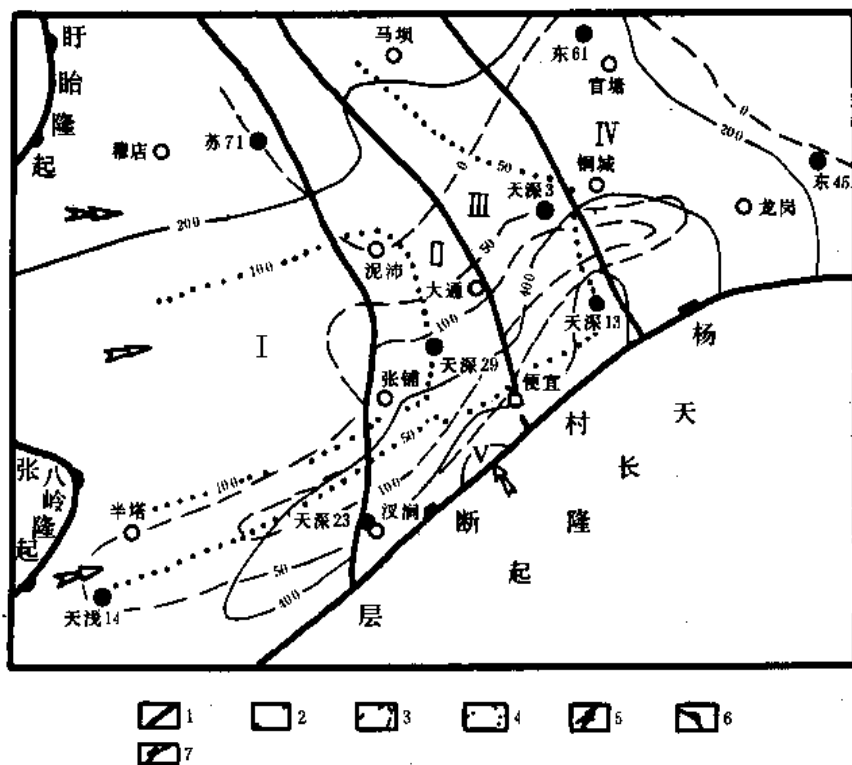 盱眙隆起
马坝
东61
官塘
0
200
Ⅳ
东45
苏71
0
50
铜城
龙岗
天深3
Ⅲ
200
50
100
泥沛
Ⅱ
大通
400
100
天深13
杨
Ⅰ
天深29
便宜
张铺
天
村
50
长
Ⅴ
100
张八岭隆起
100
半塔
天深23
汊涧
断
隆
50
起
天浅14
400
层
1
2
3
4
5
6
7